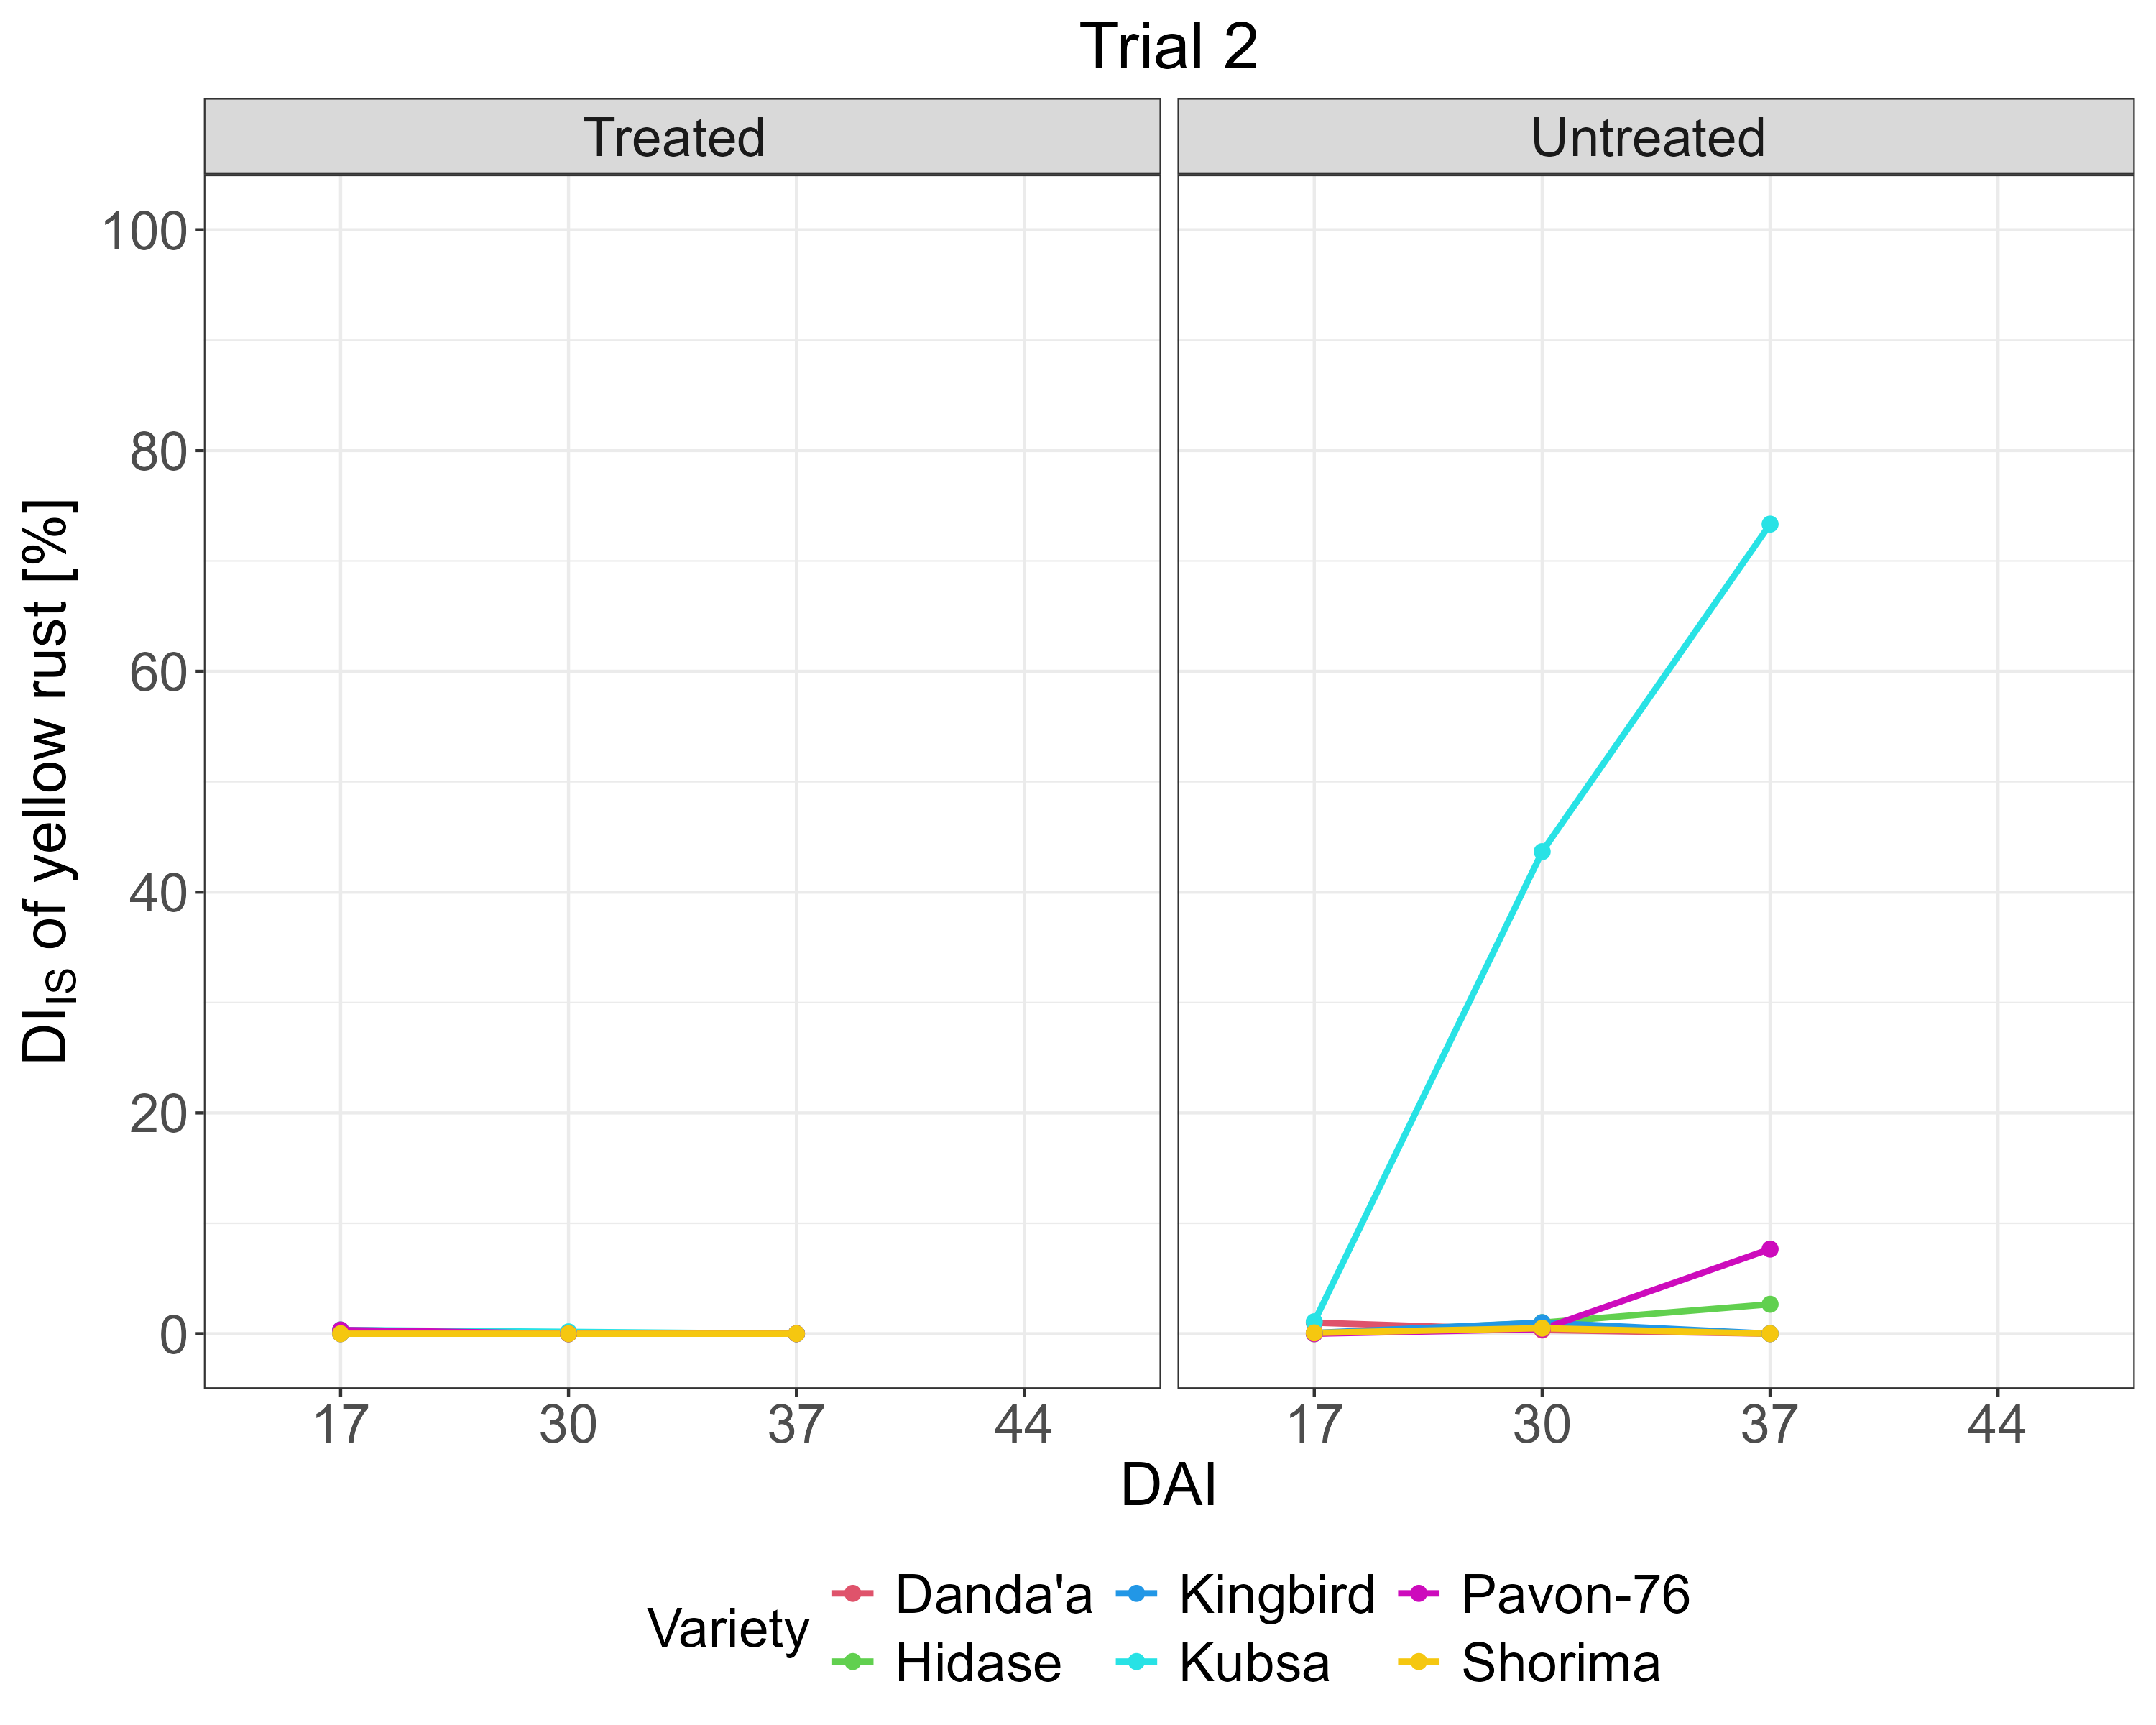 Trial 2
Treated
Untreated
DI_IS of yellow rust [%]
100
80
60
40
20
0
17 30 37 44
17 30 37 44
DAI
Variety
Danda'a
Kingbird
Pavon-76
Hidase
Kubsa
Shorima